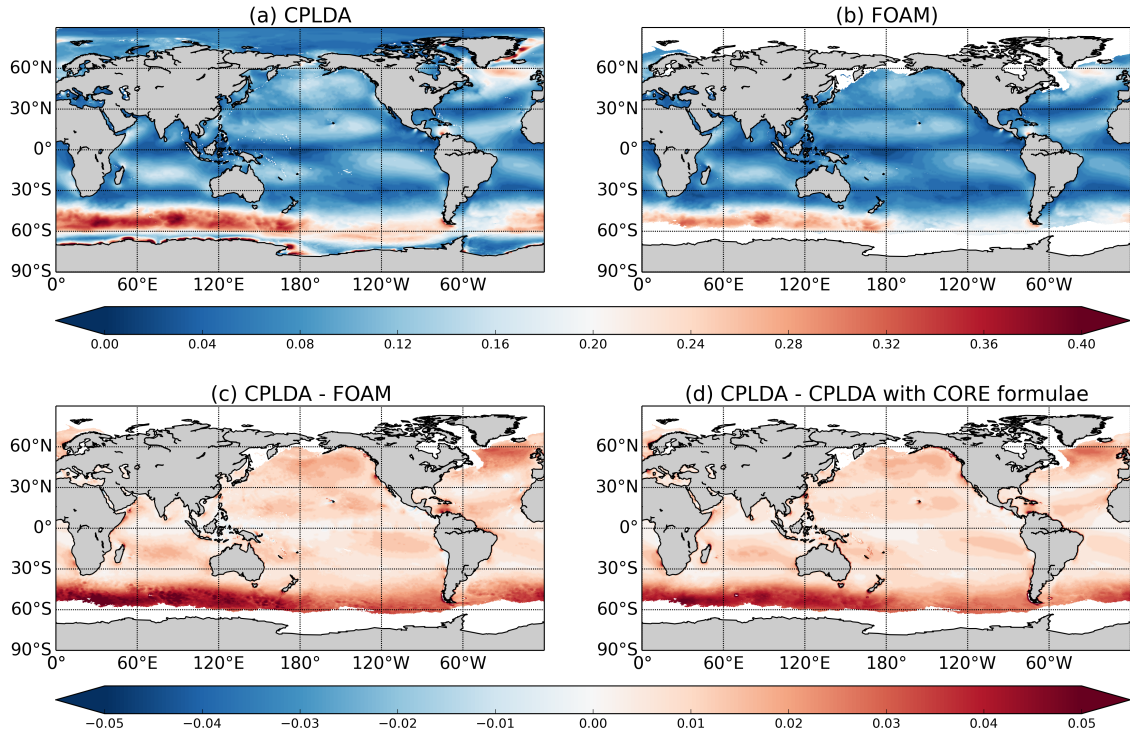 (a) CPLDA
(b) FOAM)
60°N
30°N
0°
30°S
60°S
90°S
0° 60°E 120°E 180° 120°W 60°W
60°N
30°N
0°
30°S
60°S
90°S
0° 60°E 120°E 180° 120°W 60°W
0.00 0.04 0.08 0.12 0.16 0.20 0.24 0.28 0.32 0.36 0.40
(c) CPLDA - FOAM
(d) CPLDA - CPLDA with CORE formulae
60°N
30°N
0°
30°S
60°S
90°S
0° 60°E 120°E 180° 120°W 60°W
60°N
30°N
0°
30°S
60°S
90°S
0° 60°E 120°E 180° 120°W 60°W
−0.05 −0.04 −0.03 −0.02 −0.01 0.00 0.01 0.02 0.03 0.04 0.05